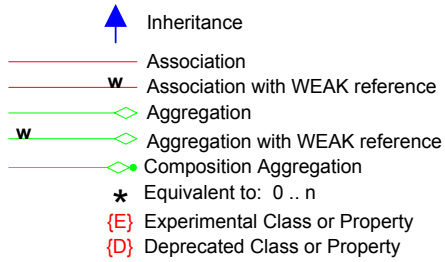 Inheritance
Association
w Association with WEAK reference
Aggregation
w Aggregation with WEAK reference
Composition Aggregation
* Equivalent to: 0 .. n
{E} Experimental Class or Property
{D} Deprecated Class or Property